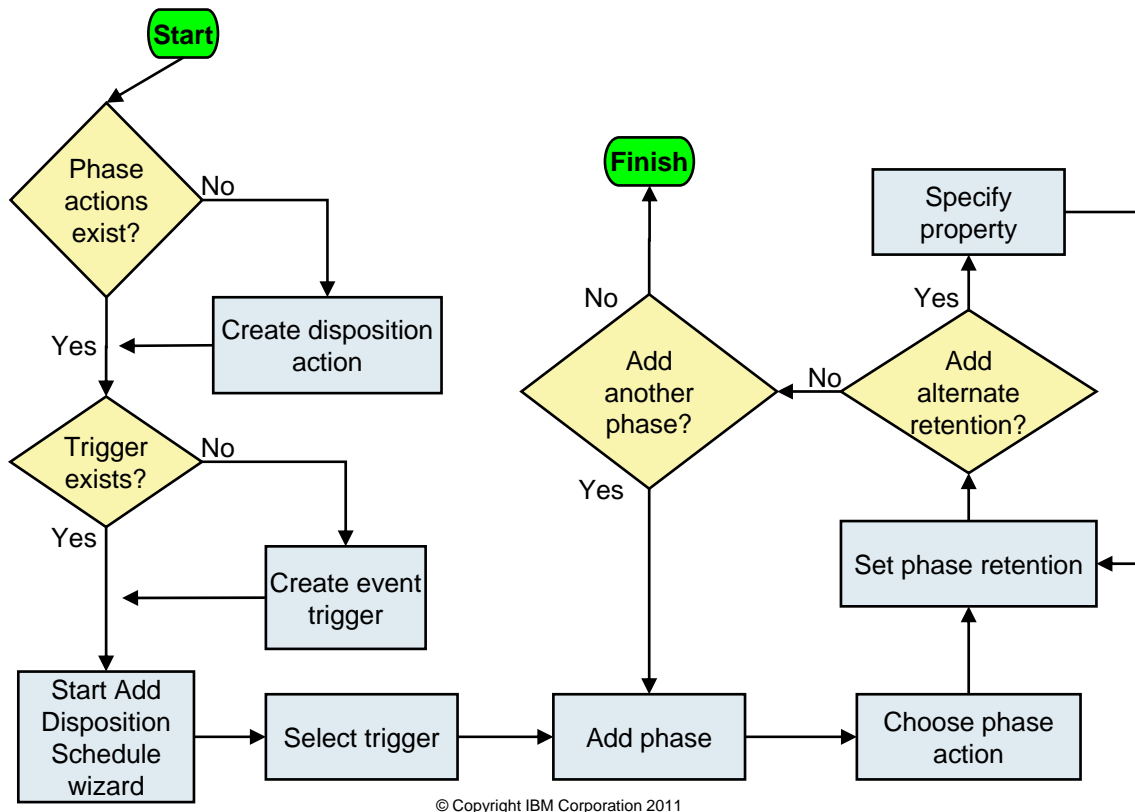 Start
Phase
actions
exist?
No
Yes
Create disposition
action
Trigger
exists?
No
Yes
Create event
trigger
Start Add
Disposition
Schedule
wizard
Select trigger
Add phase
Choose phase
action
Set phase retention
Add
alternate
retention?
Yes
Specify
property
No
Add
another
phase?
Yes
No
Finish
© Copyright IBM Corporation 2011